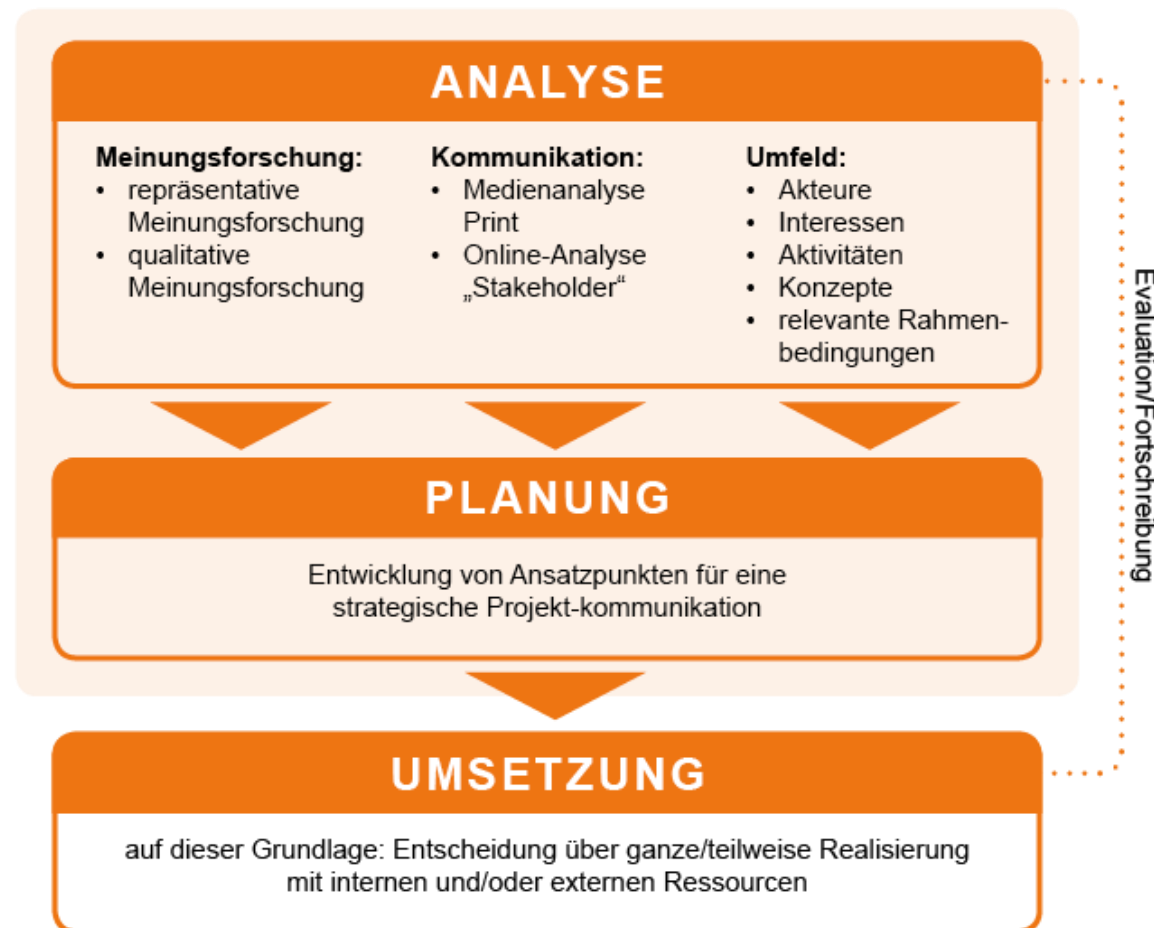 ANALYSE
Meinungsforschung:
• repräsentative
Meinungsforschung
• qualitative
Meinungsforschung
Kommunikation:
• Medienanalyse
Print
• Online-Analyse
„Stakeholder“
Umfeld:
• Akteure
• Interessen
• Aktivitäten
• Konzepte
• relevante Rahmen-
bedingungen
PLANUNG
Entwicklung von Ansatzpunkten für eine
strategische Projekt-kommunikation
UMSETZUNG
auf dieser Grundlage: Entscheidung über ganze/teilweise Realisierung
mit internen und/oder externen Ressourcen
Evaluation/Fortschreibung